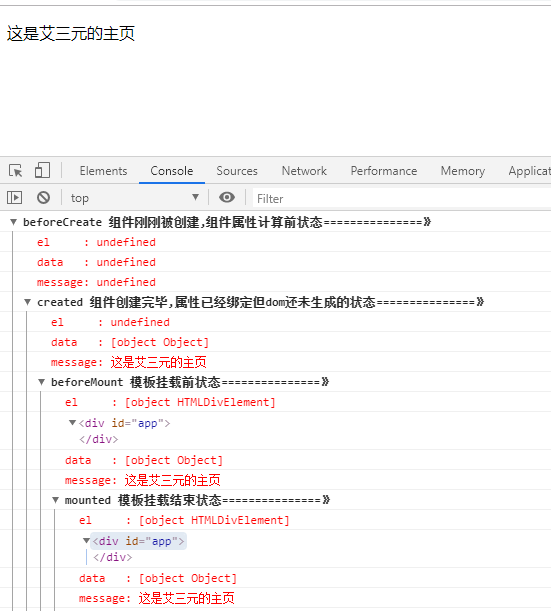 这是艾三元的主页
Elements Console Sources Network Performance Memory Applicat
top Filter
beforeCreate 组件刚刚被创建,组件属性计算前状态===============》
el : undefined
data : undefined
message: undefined
created 组件创建完毕,属性已经绑定但dom还未生成的状态===============》
el : undefined
data : [object Object]
message: 这是艾三元的主页
beforeMount 模板挂载前状态===============》
el : [object HTMLDivElement]
<div id="app">
</div>
data : [object Object]
message: 这是艾三元的主页
mounted 模板挂载结束状态===============》
el : [object HTMLDivElement]
<div id="app">
</div>
data : [object Object]
message: 这是艾三元的主页